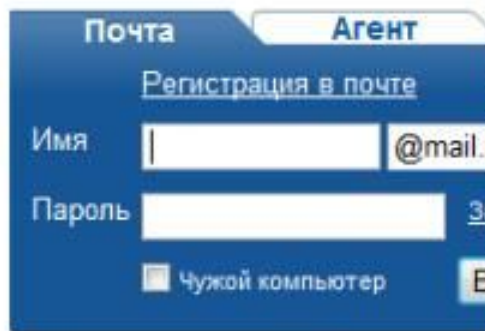 Почта Агент
Регистрация в почте
Имя @mail.
Пароль
Чужой компьютер